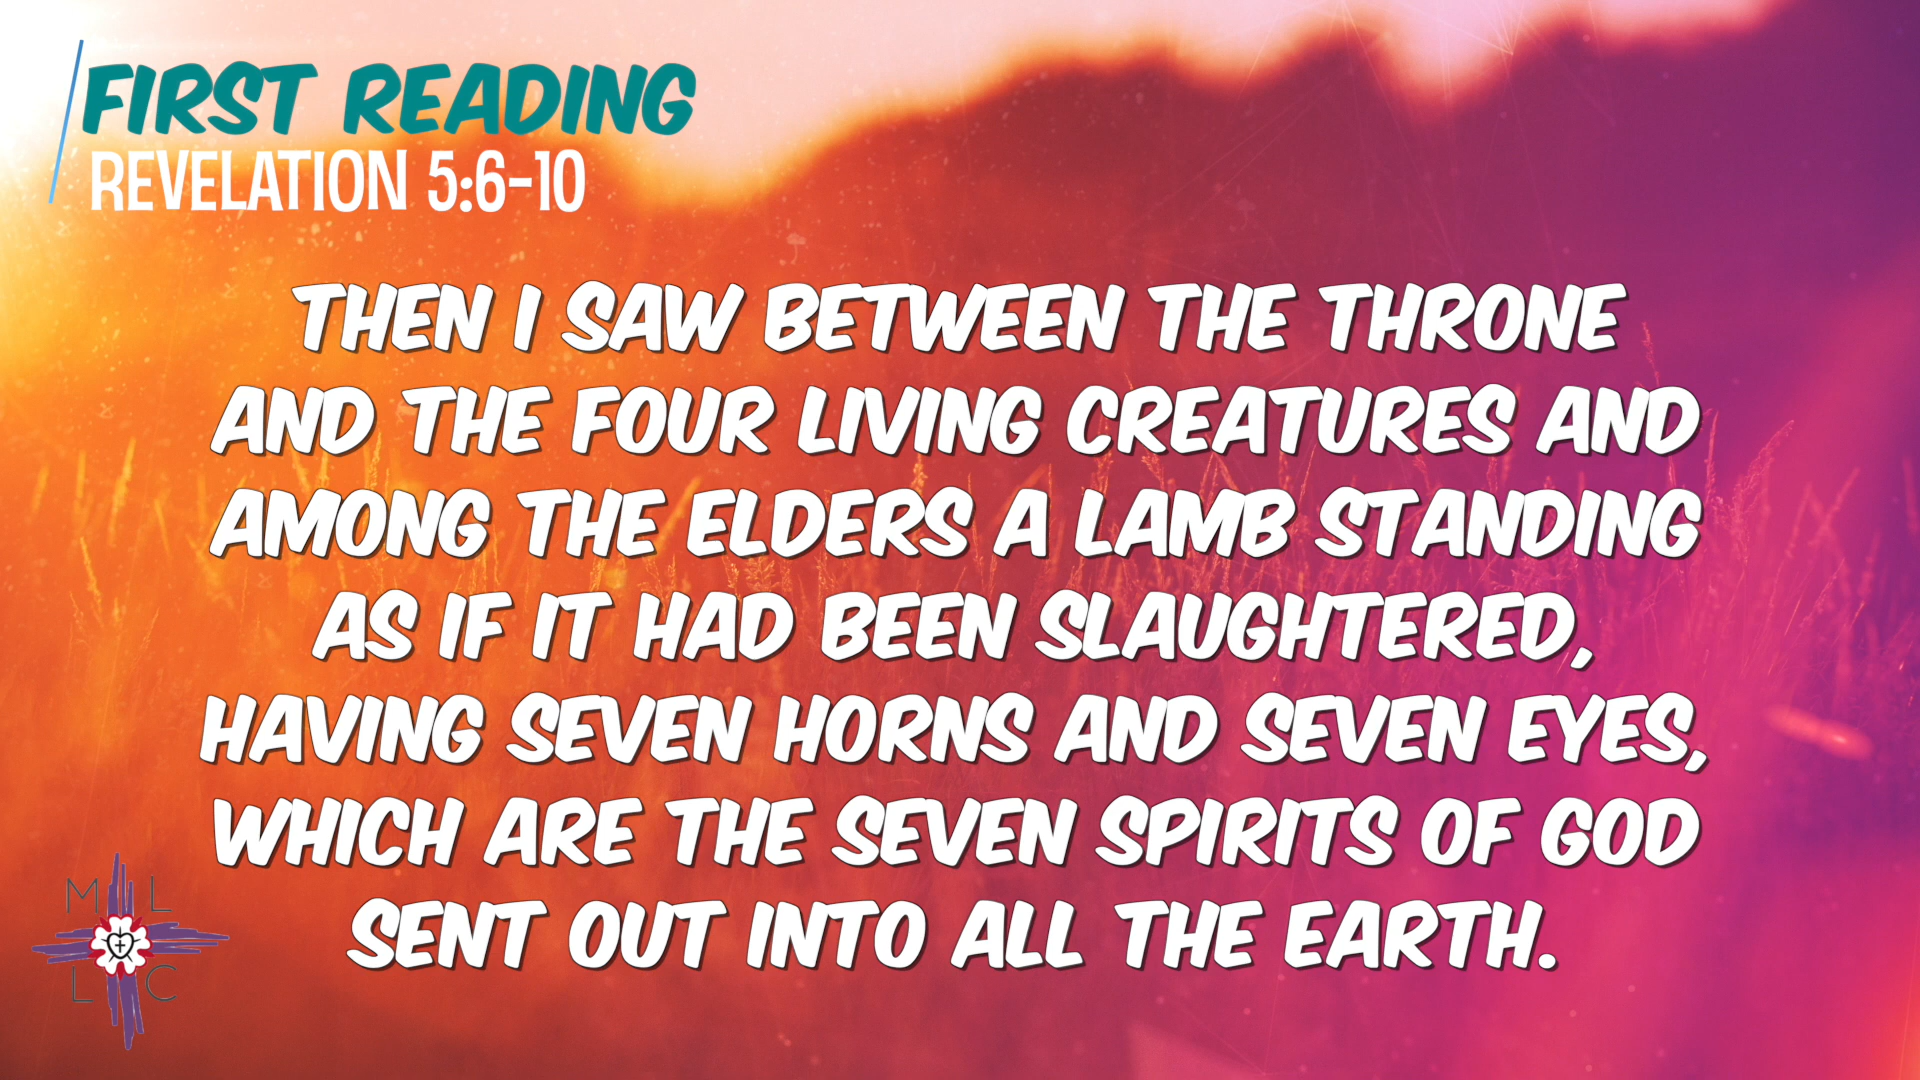 FIRST READING
REVELATION 5:6-10
THEN I SAW BETWEEN THE THRONE
AND THE FOUR LIVING CREATURES AND
AMONG THE ELDERS A LAMB STANDING
AS IF IT HAD BEEN SLAUGHTERED,
HAVING SEVEN HORNS AND SEVEN EYES,
WHICH ARE THE SEVEN SPIRITS OF GOD
SENT OUT INTO ALL THE EARTH.
M L
L C